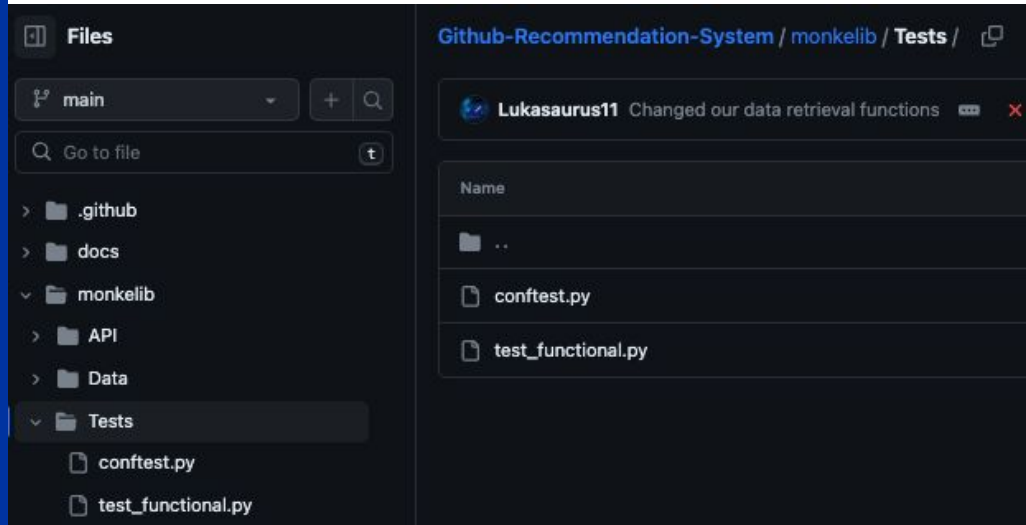 Files
main
Go to file
t
.github
docs
monkelib
API
Data
Tests
conftest.py
test_functional.py
Github-Recommendation-System / monkelib / Tests /
Lukasaurus11 Changed our data retrieval functions
Name
..
conftest.py
test_functional.py